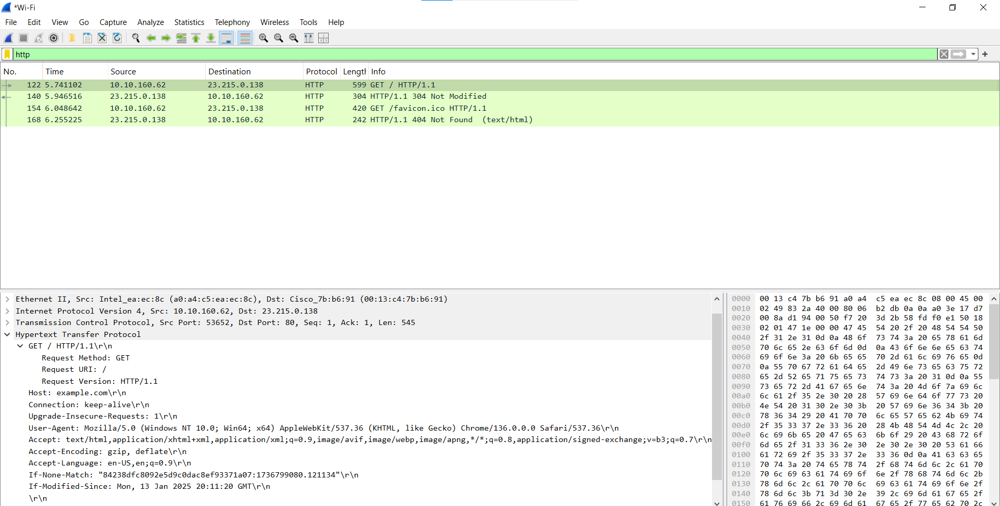 *Wi-Fi
File Edit View Go Capture Analyze Statistics Telephony Wireless Tools Help
http
No. Time Source Destination Protocol Length Info
122 5.741102 10.10.160.62 23.215.0.138 HTTP 599 GET / HTTP/1.1
140 5.946516 23.215.0.138 10.10.160.62 HTTP 304 HTTP/1.1 304 Not Modified
154 6.048642 10.10.160.62 23.215.0.138 HTTP 420 GET /favicon.ico HTTP/1.1
168 6.255225 23.215.0.138 10.10.160.62 HTTP 242 HTTP/1.1 404 Not Found (text/html)
Ethernet II, Src: Intel_ea:ec:8c (a0:a4:c5:ea:ec:8c), Dst: Cisco_7b:b6:91 (00:13:c4:7b:b6:91)
Internet Protocol Version 4, Src: 10.10.160.62, Dst: 23.215.0.138
Transmission Control Protocol, Src Port: 53652, Dst Port: 80, Seq: 1, Ack: 1, Len: 545
Hypertext Transfer Protocol
GET / HTTP/1.1\r\n
Request Method: GET
Request URI: /
Request Version: HTTP/1.1
Host: example.com\r\n
Connection: keep-alive\r\n
Upgrade-Insecure-Requests: 1\r\n
User-Agent: Mozilla/5.0 (Windows NT 10.0; Win64; x64) AppleWebKit/537.36 (KHTML, like Gecko) Chrome/136.0.0.0 Safari/537.36\r\n
Accept: text/html,application/xhtml+xml,application/xml;q=0.9,image/avif,image/webp,image/apng,*/*;q=0.8,application/signed-exchange;v=b3;q=0.7\r\n
Accept-Encoding: gzip, deflate\r\n
Accept-Language: en-US,en;q=0.9\r\n
If-None-Match: "84238dfc8092e5d9c0dac8ef93371a07:1736799080.121134"\r\n
If-Modified-Since: Mon, 13 Jan 2025 20:11:20 GMT\r\n
\r\n
0000 00 13 c4 7b b6 91 a0 a4 c5 ea ec 8c 08 00 45 00
0010 02 49 83 2a 40 00 80 06 b2 db 0a 0a a0 3e 17 d7
0020 00 8a d1 94 00 50 f7 20 3d 2b 58 fd f0 e1 50 18
0030 02 01 47 1e 00 00 47 45 54 20 2f 20 48 54 54 50
0040 2f 31 2e 31 0d 0a 48 6f 73 74 3a 20 65 78 61 6d
0050 70 6c 65 2e 63 6f 6d 0d 0a 43 6f 6e 6e 65 63 74
0060 69 6f 6e 3a 20 6b 65 65 70 2d 61 6c 69 76 65 0d
0070 0a 55 70 67 72 61 64 65 2d 49 6e 73 65 63 75 72
0080 65 2d 52 65 71 75 65 73 74 73 3a 20 31 0d 0a 55
0090 73 65 72 2d 41 67 65 6e 74 3a 20 4d 6f 7a 69 6c
00a0 6c 61 2f 35 2e 30 20 28 57 69 6e 64 6f 77 73 20
00b0 4e 54 20 31 30 2e 30 3b 20 57 69 6e 36 34 3b 20
00c0 78 36 34 29 20 41 70 70 6c 65 57 65 62 4b 69 74
00d0 2f 35 33 37 2e 33 36 20 28 4b 48 54 4d 4c 2c 20
00e0 6c 69 6b 65 20 47 65 63 6b 6f 29 20 43 68 72 6f
00f0 6d 65 2f 31 33 36 2e 30 2e 30 2e 30 20 53 61 66
0100 61 72 69 2f 35 33 37 2e 33 36 0d 0a 41 63 63 65
0110 70 74 3a 20 74 65 78 74 2f 68 74 6d 6c 2c 61 70
0120 70 6c 69 63 61 74 69 6f 6e 2f 78 68 74 6d 6c 2b
0130 78 6d 6c 2c 61 70 70 6c 69 63 61 74 69 6f 6e 2f
0140 78 6d 6c 3b 71 3d 30 2e 39 2c 69 6d 61 67 65 2f
0150 61 76 69 66 2c 69 6d 61 67 65 2f 77 65 62 70 2c